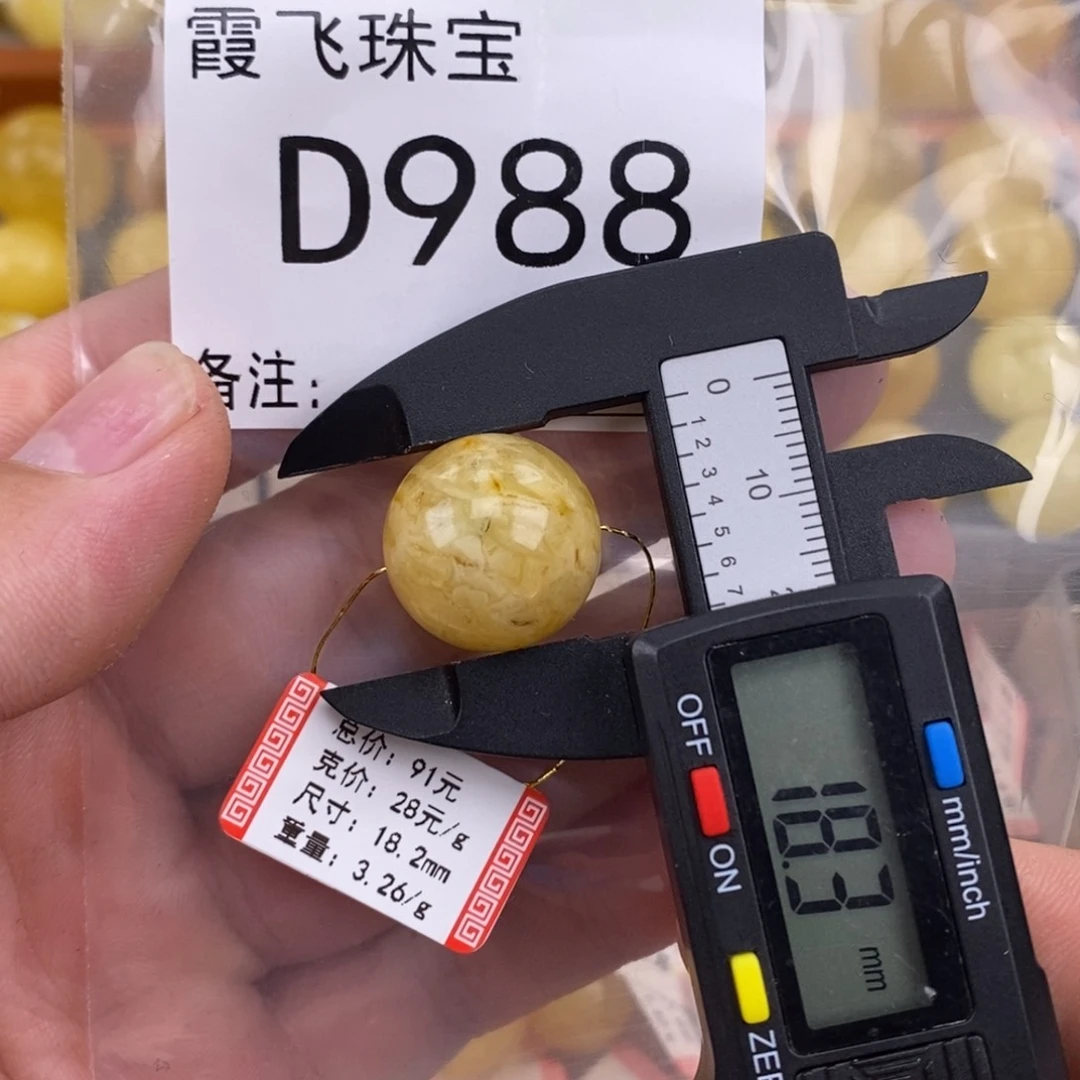 霞飞珠宝
D988
备注:
0
1 2 3 4 5 6 7
10
总价: 91元
克价: 28元/g
尺寸: 18.2mm
重量: 3.26/g
OFF
ON
18.3
mm
mm/inch